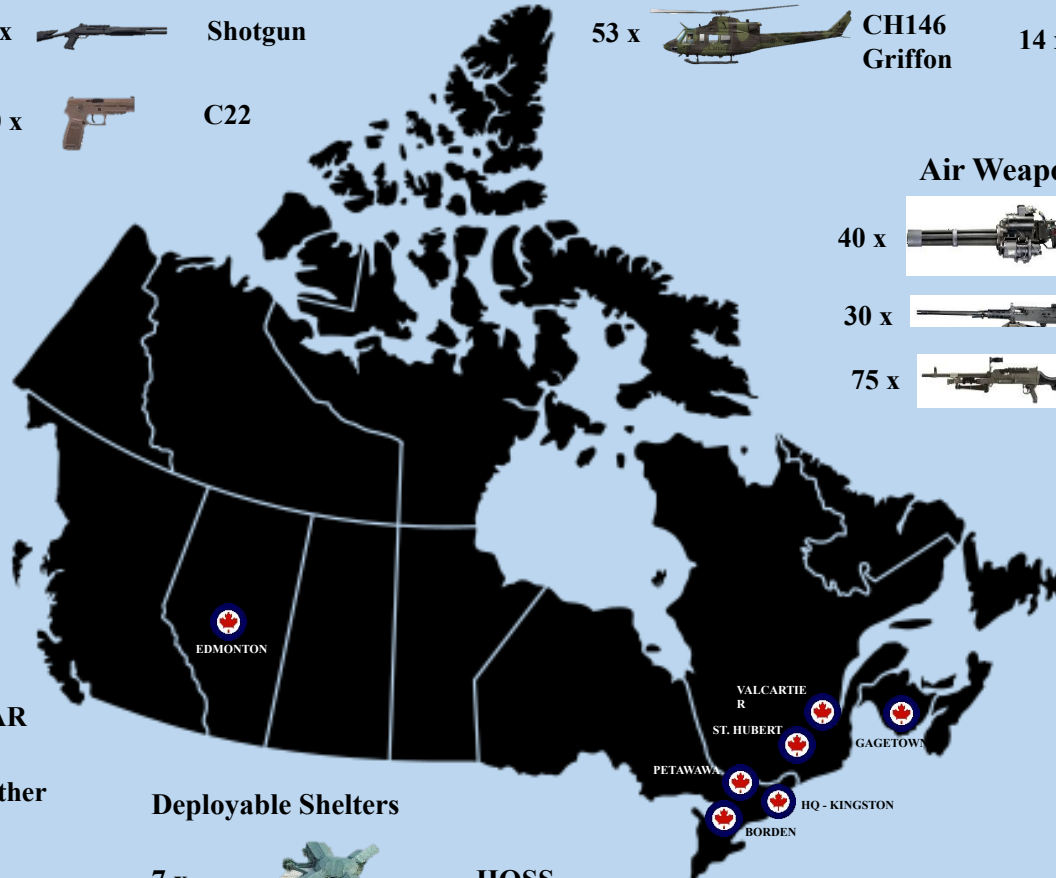 x
Shotgun
53 x
CH146
Griffon
14 x
x
C22
Air Weapo
40 x
30 x
75 x
EDMONTON
VALCARTIE
R
ST. HUBERT
GAGETOWN
PETAWAWA
HQ - KINGSTON
BORDEN
AR
ther
Deployable Shelters
7 x
HOSS